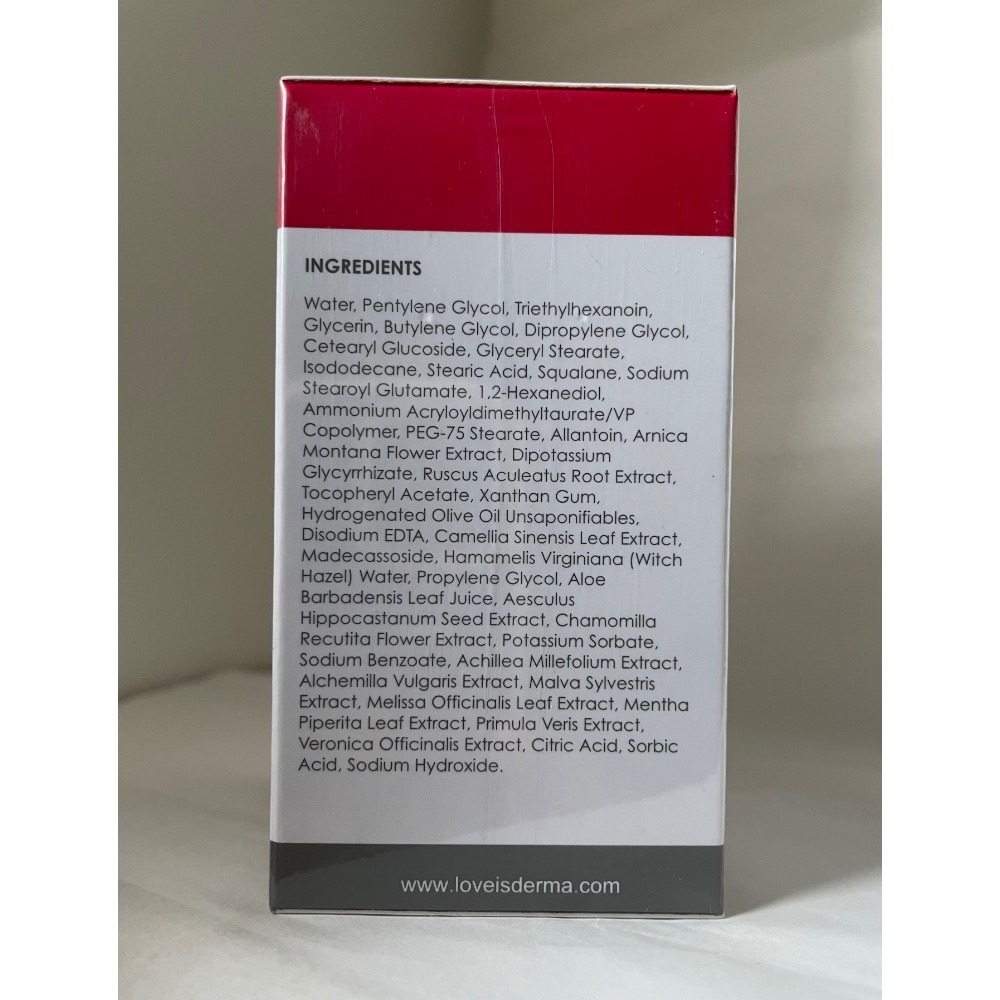 INGREDIENTS
Water, Pentylene Glycol, Triethylhexanoin,
Glycerin, Butylene Glycol, Dipropylene Glycol,
Cetearyl Glucoside, Glyceryl Stearate,
Isododecane, Stearic Acid, Squalane, Sodium
Stearoyl Glutamate, 1,2-Hexanediol,
Ammonium Acryloyldimethyltaurate/VP
Copolymer, PEG-75 Stearate, Allantoin, Arnica
Montana Flower Extract, Dipotassium
Glycyrrhizate, Ruscus Aculeatus Root Extract,
Tocopheryl Acetate, Xanthan Gum,
Hydrogenated Olive Oil Unsaponifiables,
Disodium EDTA, Camellia Sinensis Leaf Extract,
Madecassoside, Hamamelis Virginiana (Witch
Hazel) Water, Propylene Glycol, Aloe
Barbadensis Leaf Juice, Aesculus
Hippocastanum Seed Extract, Chamomilla
Recutita Flower Extract, Potassium Sorbate,
Sodium Benzoate, Achillea Millefolium Extract,
Alchemilla Vulgaris Extract, Malva Sylvestris
Extract, Melissa Officinalis Leaf Extract, Mentha
Piperita Leaf Extract, Primula Veris Extract,
Veronica Officinalis Extract, Citric Acid, Sorbic
Acid, Sodium Hydroxide.
www.loveisderma.com